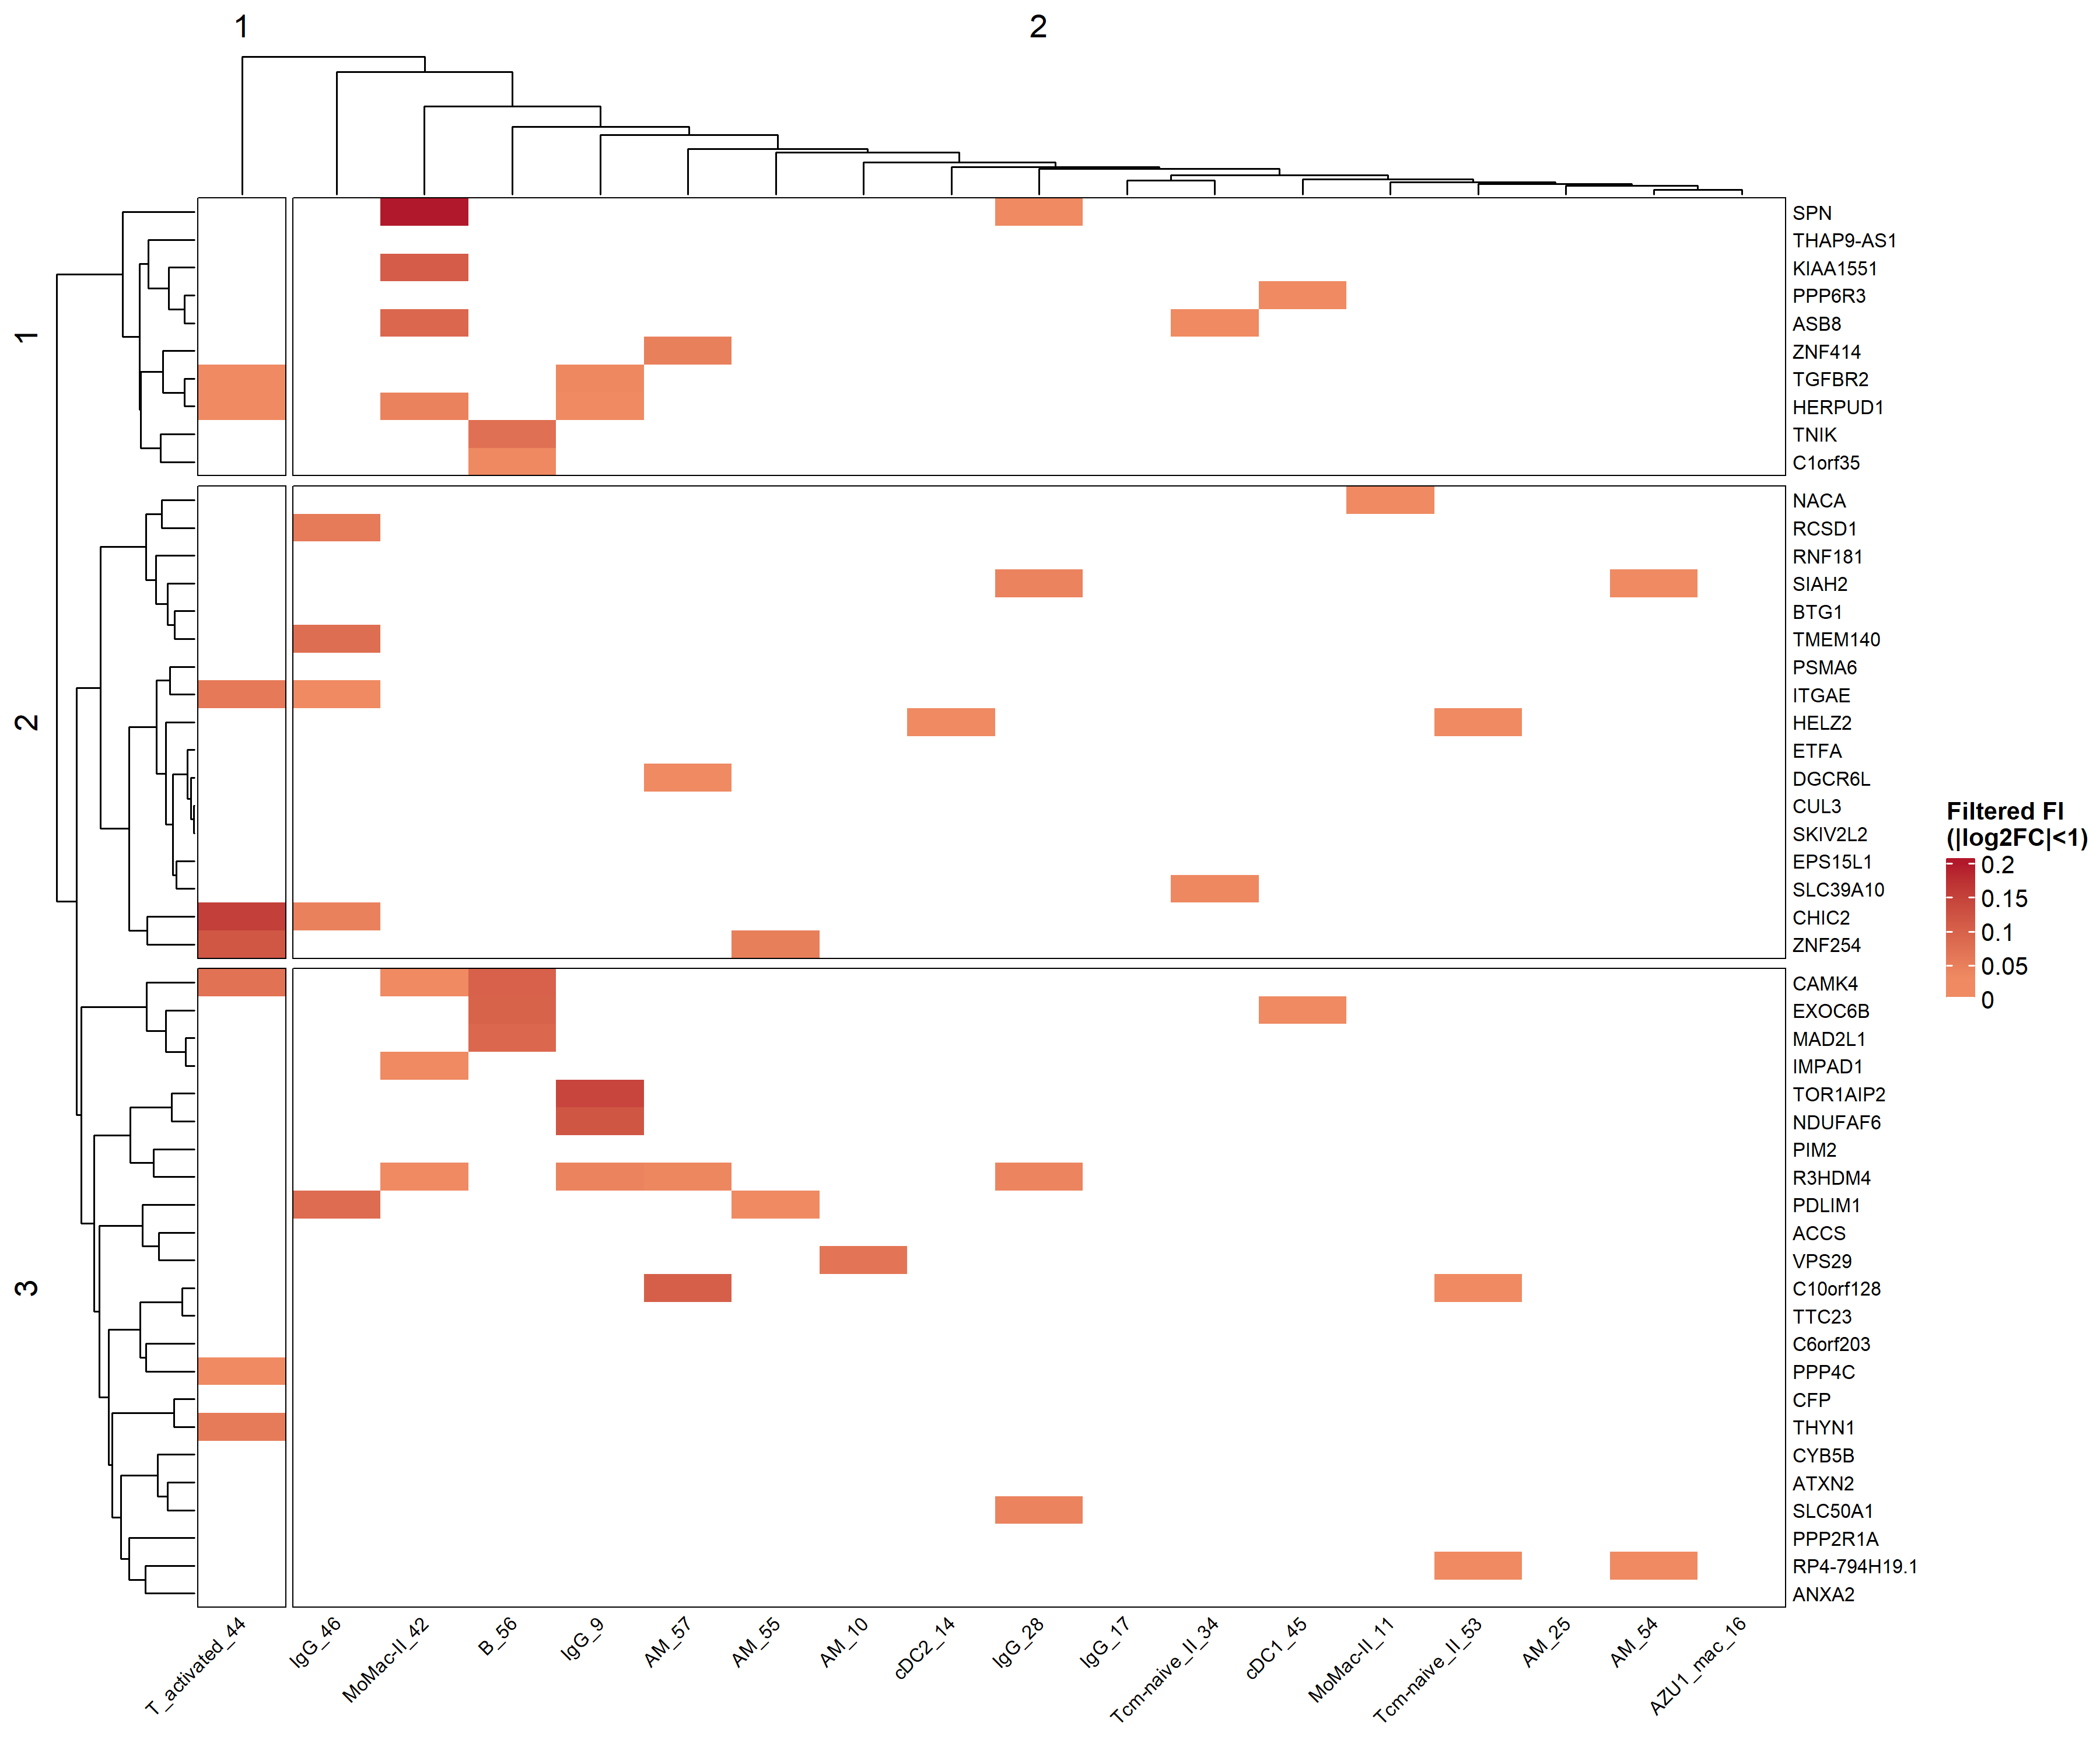 1
2
1
2
3
SPN
THAP9-AS1
KIAA1551
PPP6R3
ASB8
ZNF414
TGFBR2
HERPUD1
TNIK
C1orf35
NACA
RCSD1
RNF181
SIAH2
BTG1
TMEM140
PSMA6
ITGAE
HELZ2
ETFA
DGCR6L
CUL3
SKIV2L2
EPS15L1
SLC39A10
CHIC2
ZNF254
CAMK4
EXOC6B
MAD2L1
IMPAD1
TOR1AIP2
NDUFAF6
PIM2
R3HDM4
PDLIM1
ACCS
VPS29
C10orf128
TTC23
C6orf203
PPP4C
CFP
THYN1
CYB5B
ATXN2
SLC50A1
PPP2R1A
RP4-794H19.1
ANXA2
Filtered FI
(|log2FC|<1)
0.2
0.15
0.1
0.05
0
T_activated_44
IgG_46
MoMac-II_42
B_56
IgG_9
AM_57
AM_55
AM_10
cDC2_14
IgG_28
IgG_17
Tcm-naive_II_34
cDC1_45
MoMac-II_11
Tcm-naive_II_53
AM_25
AM_54
AZU1_mac_16